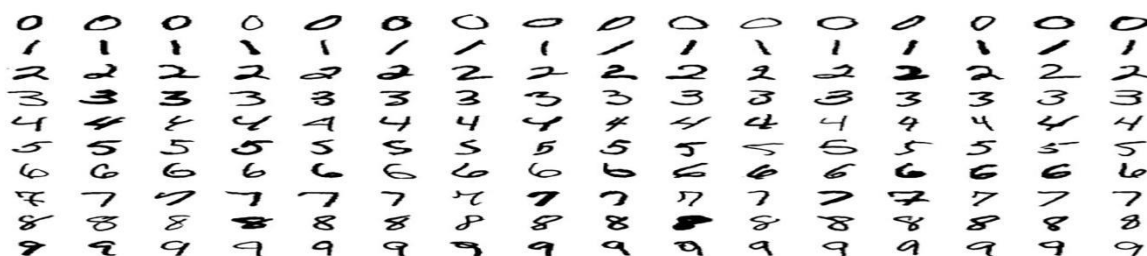 0 0 0 0 0 0 0 0 0 0 0 0 0 0 0 0
1 1 1 1 1 1 1 1 1 1 1 1 1 1 1 1
2 2 2 2 2 2 2 2 2 2 2 2 2 2 2 2
3 3 3 3 3 3 3 3 3 3 3 3 3 3 3 3
4 4 4 4 4 4 4 4 4 4 4 4 4 4 4 4
5 5 5 5 5 5 5 5 5 5 5 5 5 5 5 5
6 6 6 6 6 6 6 6 6 6 6 6 6 6 6 6
7 7 7 7 7 7 7 7 7 7 7 7 7 7 7 7
8 8 8 8 8 8 8 8 8 8 8 8 8 8 8 8
9 9 9 9 9 9 9 9 9 9 9 9 9 9 9 9